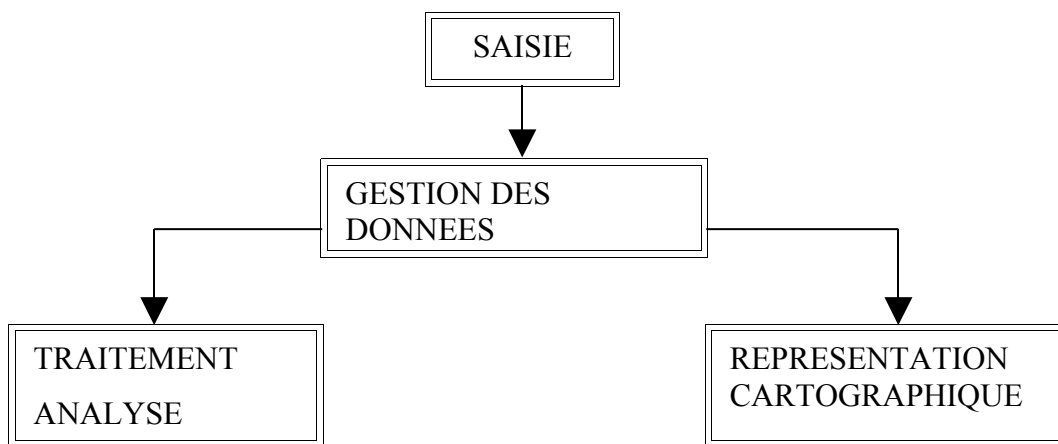 SAISIE
GESTION DES
DONNEES
TRAITEMENT
ANALYSE
REPRESENTATION
CARTOGRAPHIQUE